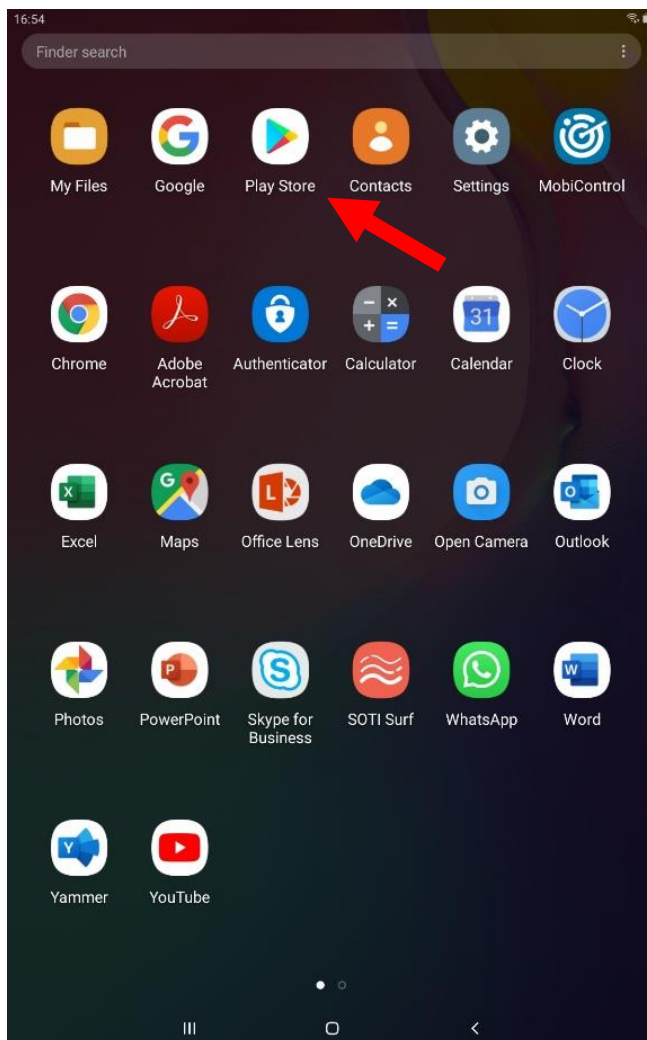 16:54
Finder search
My Files
Google
Play Store
Contacts
Settings
MobiControl
Chrome
Adobe
Acrobat
Authenticator
Calculator
31
Calendar
Clock
X
Excel
G
Maps
L
Office Lens
OneDrive
Open Camera
O
Outlook
Photos
P
PowerPoint
S
Skype for
Business
SOTI Surf
WhatsApp
W
Word
Y
Yammer
YouTube